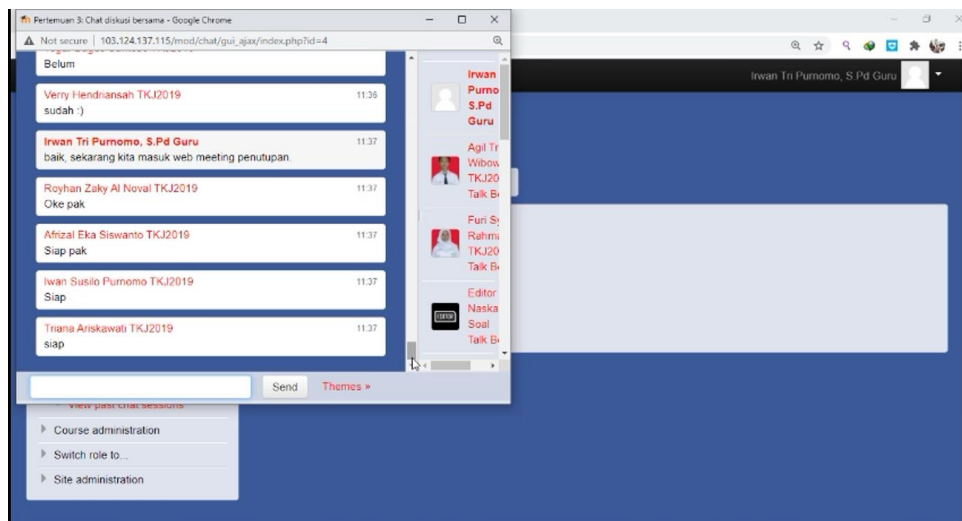 Pertemuan 3: Chat diskusi bersama - Google Chrome
Not secure | 103.124.137.115/mod/chat/gui_ajax/index.php?id=4
Belum
Verry Hendriansah TKJ2019 11:36
sudah :)
Irwan Tri Purnomo, S.Pd Guru 11:37
baik, sekarang kita masuk web meeting penutupan.
Royhan Zaky Al Noval TKJ2019 11:37
Oke pak
Afrizal Eka Siswanto TKJ2019 11:37
Siap pak
Iwan Susilo Purnomo TKJ2019 11:37
Siap
Triana Ariskawati TKJ2019 11:37
siap
Send Themes »
Irwan
Purno
S.Pd
Guru
Agil Tr
Wibow
TKJ20
Talk Be
Furi Sy
Rahma
TKJ20
Talk Be
EDITOR
Editor
Naska
Soal
Talk Be
Irwan Tri Purnomo, S.Pd Guru
View past chat sessions
Course administration
Switch role to...
Site administration